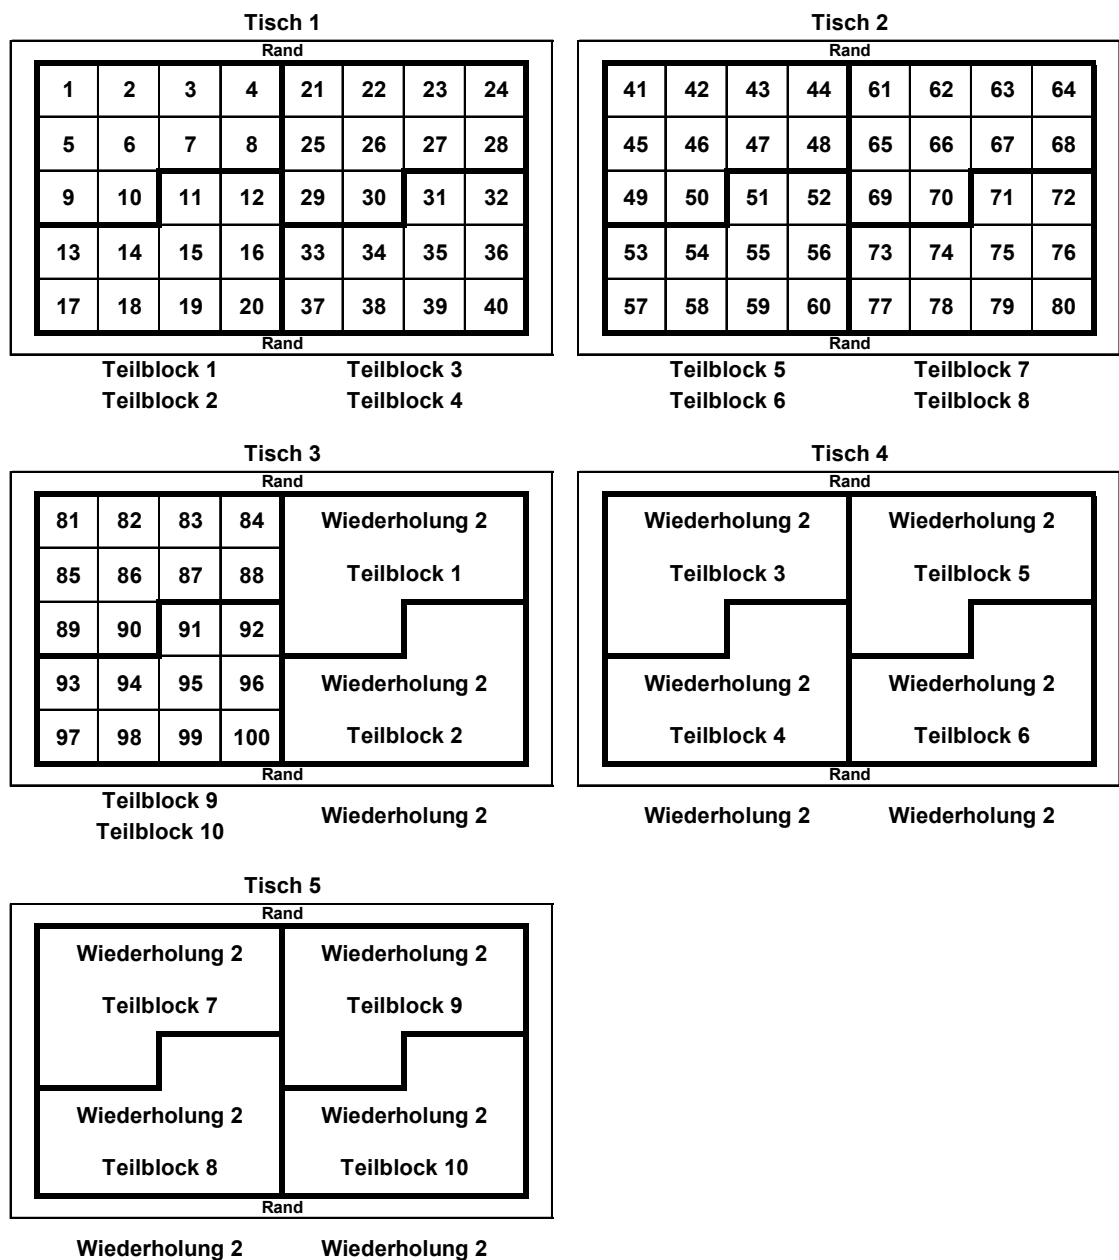 Tisch 1
Rand
1 2 3 4 21 22 23 24
5 6 7 8 25 26 27 28
9 10 11 12 29 30 31 32
13 14 15 16 33 34 35 36
17 18 19 20 37 38 39 40
Rand
Teilblock 1 Teilblock 3
Teilblock 2 Teilblock 4
Tisch 2
Rand
41 42 43 44 61 62 63 64
45 46 47 48 65 66 67 68
49 50 51 52 69 70 71 72
53 54 55 56 73 74 75 76
57 58 59 60 77 78 79 80
Rand
Teilblock 5 Teilblock 7
Teilblock 6 Teilblock 8
Tisch 3
Rand
81 82 83 84 Wiederholung 2
85 86 87 88 Teilblock 1
89 90 91 92
93 94 95 96 Wiederholung 2
97 98 99 100 Teilblock 2
Rand
Teilblock 9
Teilblock 10
Wiederholung 2
Tisch 4
Rand
Wiederholung 2 Wiederholung 2
Teilblock 3 Teilblock 5
Wiederholung 2 Wiederholung 2
Teilblock 4 Teilblock 6
Rand
Wiederholung 2 Wiederholung 2
Tisch 5
Rand
Wiederholung 2 Wiederholung 2
Teilblock 7 Teilblock 9
Wiederholung 2 Wiederholung 2
Teilblock 8 Teilblock 10
Rand
Wiederholung 2 Wiederholung 2